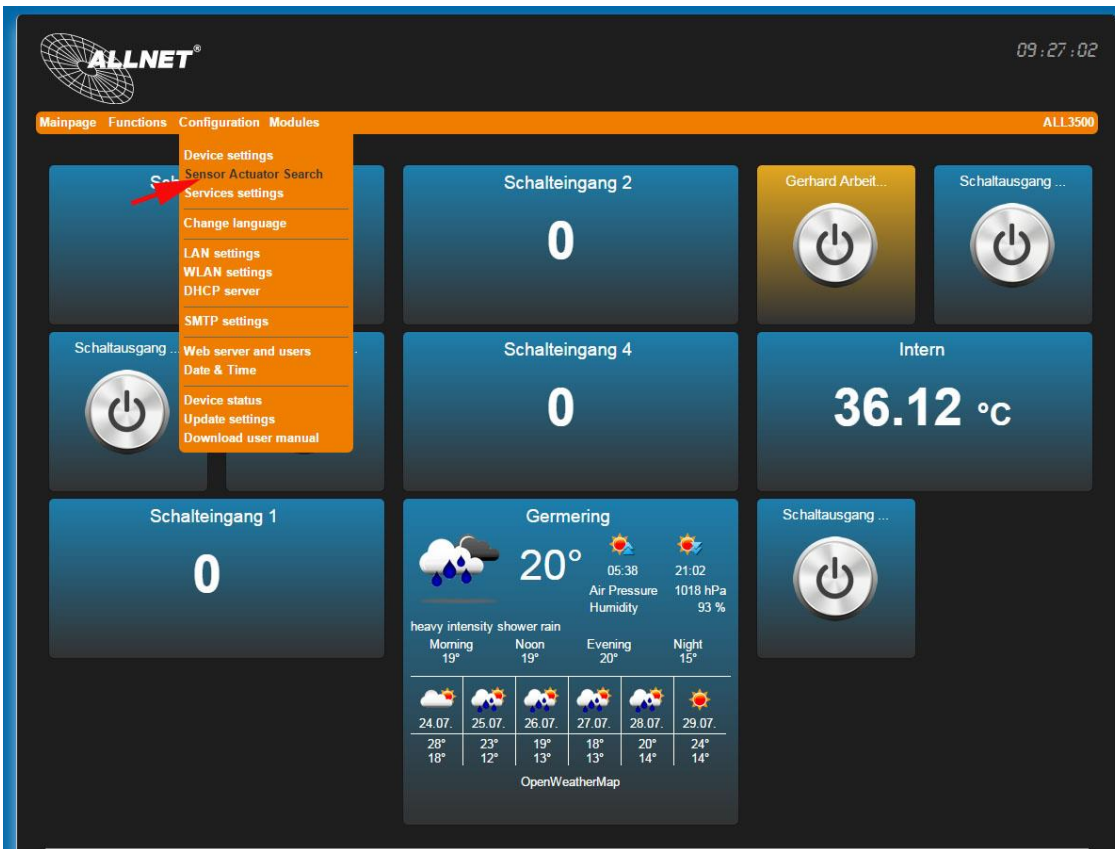 ALLNET®
09:27:02
Mainpage Functions Configuration Modules
ALL3500
Device settings
Sensor Actuator Search
Services settings
Change language
LAN settings
WLAN settings
DHCP server
SMTP settings
Web server and users
Date & Time
Device status
Update settings
Download user manual
Schalteingang 2
0
Gerhard Arbeit...
Schaltausgang ...
Schaltausgang ...
Schalteingang 4
0
Intern
36.12 °C
Schalteingang 1
0
Germering
20°
05:38 21:02
Air Pressure 1018 hPa
Humidity 93 %
heavy intensity shower rain
Morning Noon Evening Night
19° 19° 20° 15°
24.07. 25.07. 26.07. 27.07. 28.07. 29.07.
28° 23° 19° 18° 20° 24°
18° 12° 13° 13° 14° 14°
OpenWeatherMap
Schaltausgang ...